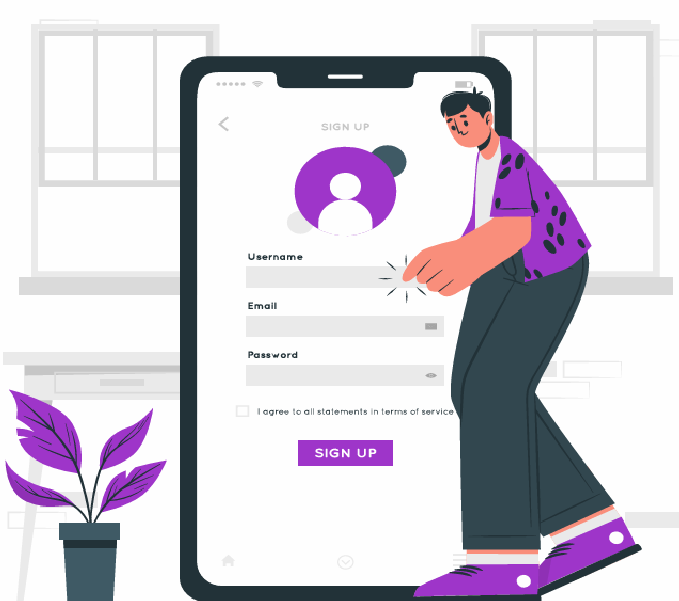 SIGN UP
Username
Email
Password
I agree to all statements in terms of service
SIGN UP